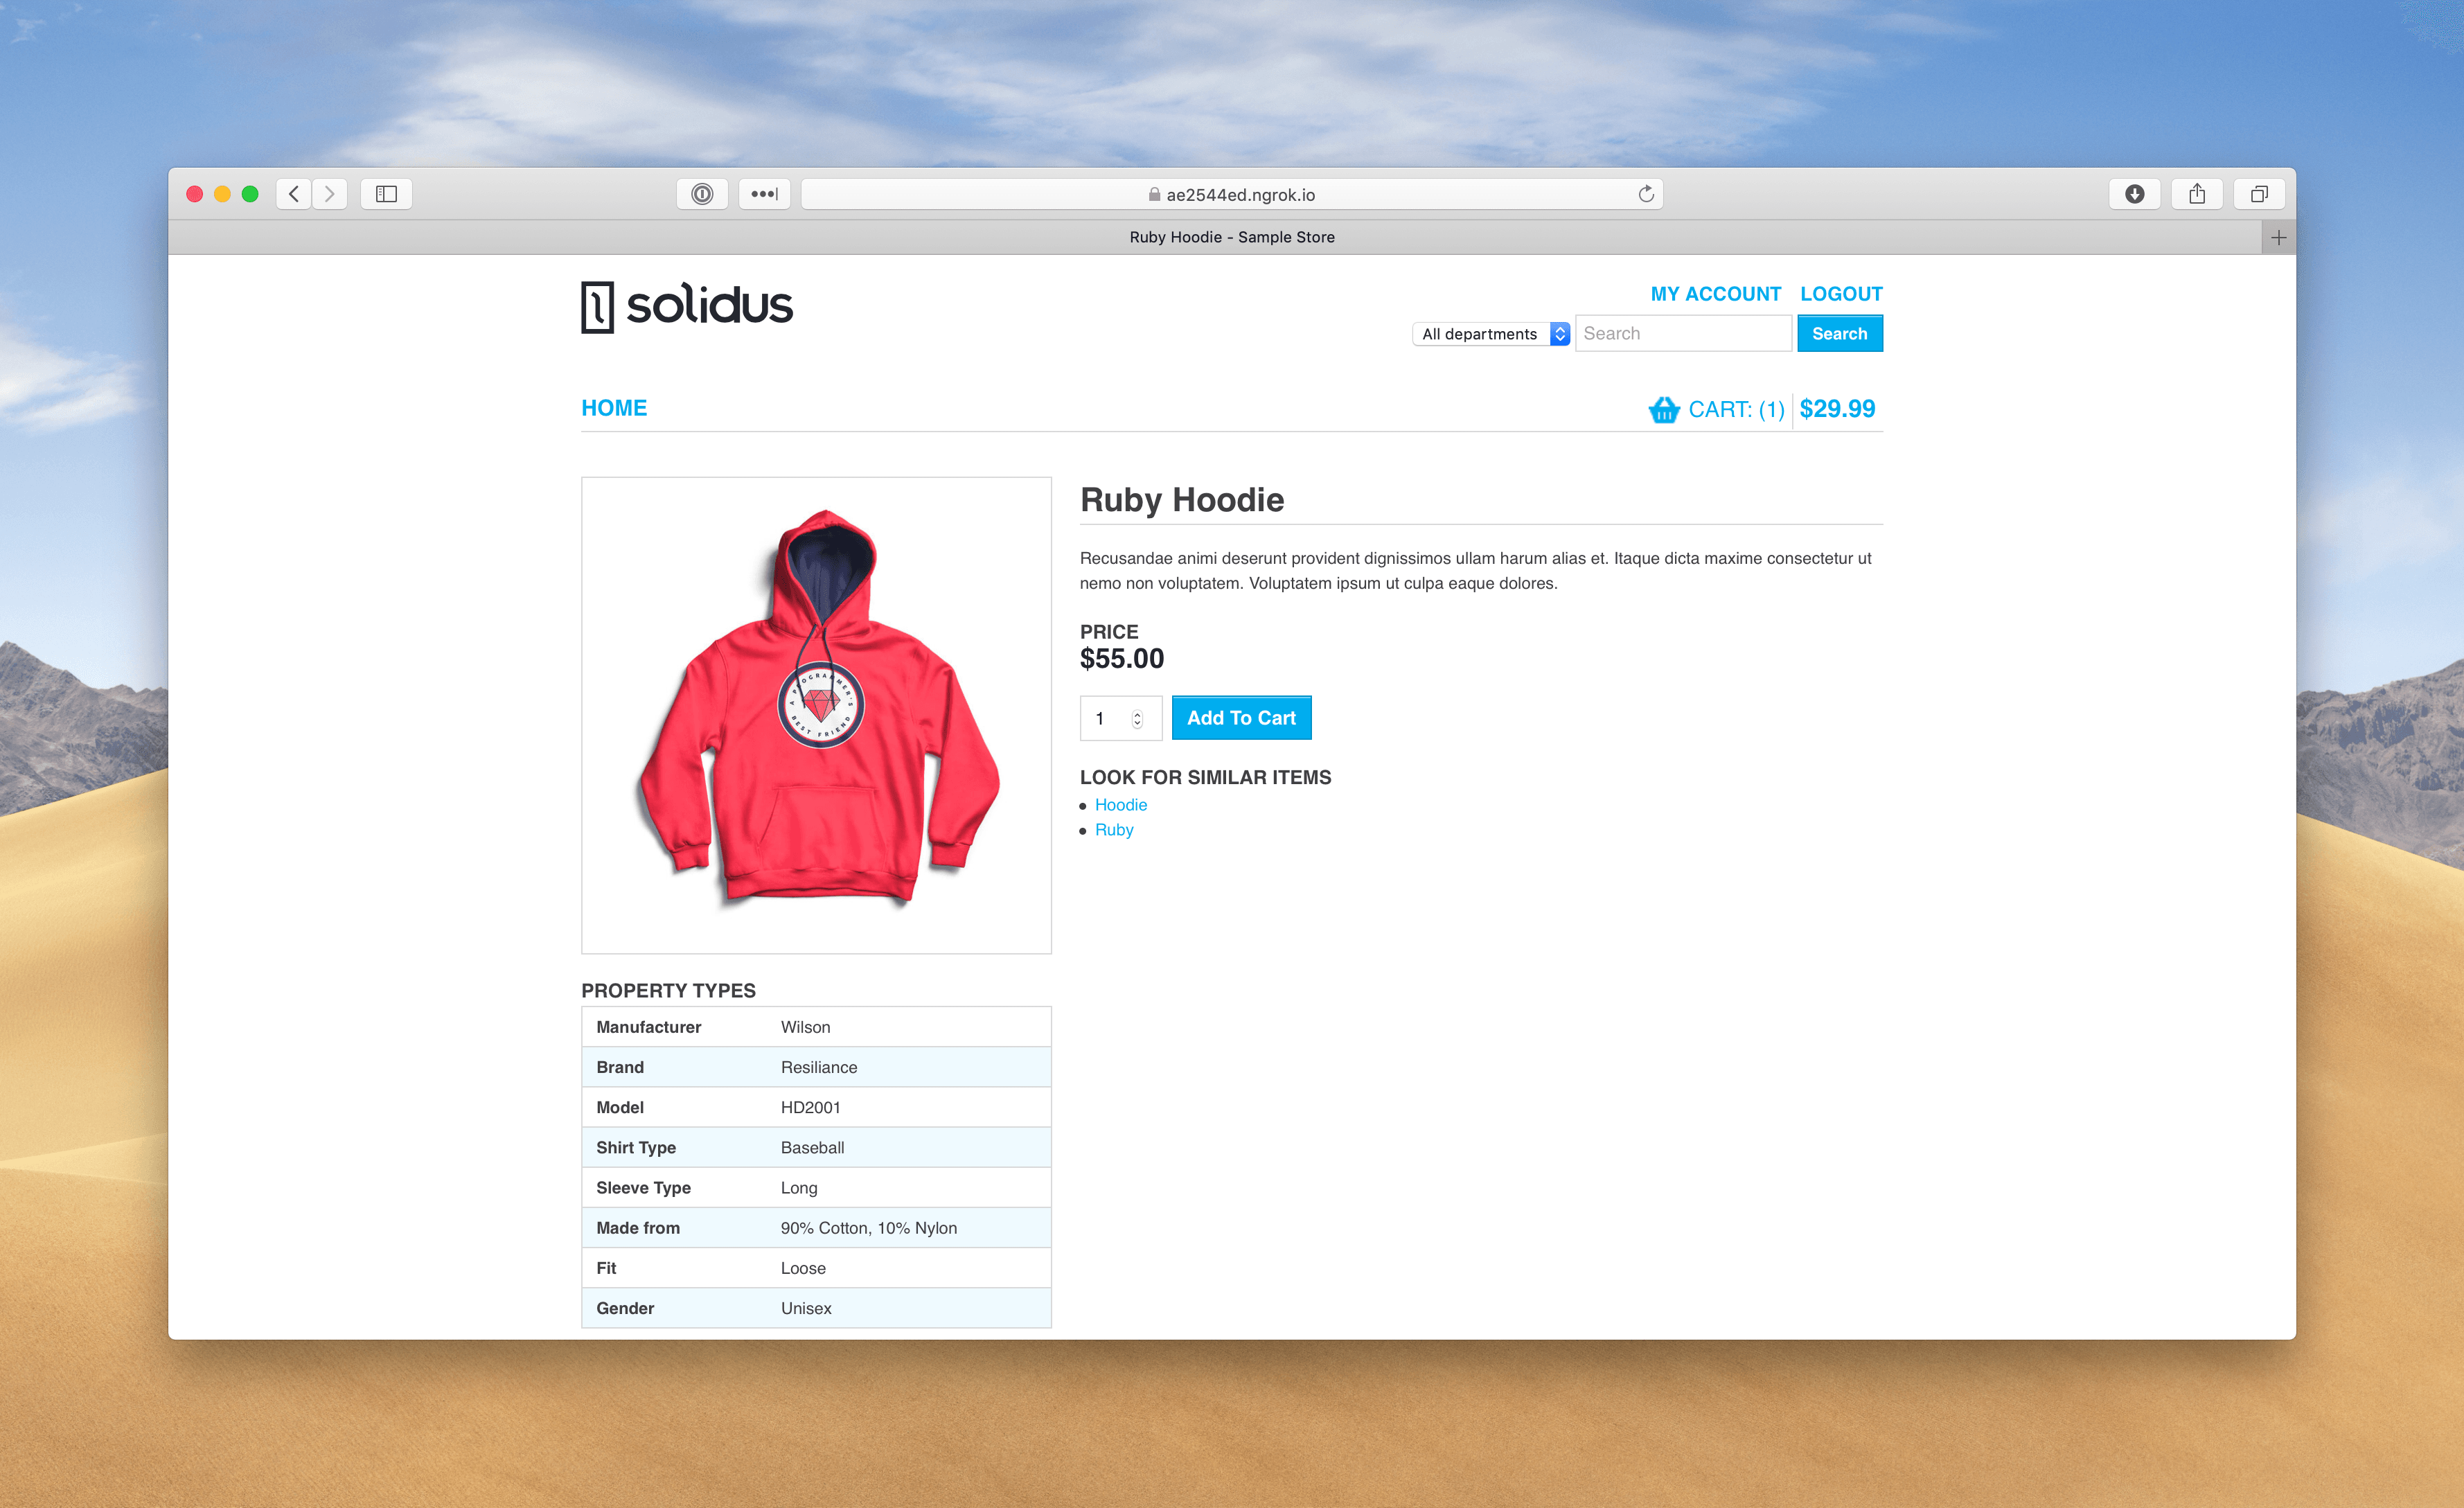 ae2544ed.ngrok.io
Ruby Hoodie - Sample Store
solidus
MY ACCOUNT LOGOUT
All departments Search Search
HOME CART: (1) $29.99
Ruby Hoodie
Recusandae animi deserunt provident dignissimos ullam harum alias et. Itaque dicta maxime consectetur ut
nemo non voluptatem. Voluptatem ipsum ut culpa eaque dolores.
PRICE
$55.00
1 Add To Cart
LOOK FOR SIMILAR ITEMS
Hoodie
Ruby
A PROGRAMMER'S
BEST FRIEND
PROPERTY TYPES
Manufacturer Wilson
Brand Resiliance
Model HD2001
Shirt Type Baseball
Sleeve Type Long
Made from 90% Cotton, 10% Nylon
Fit Loose
Gender Unisex